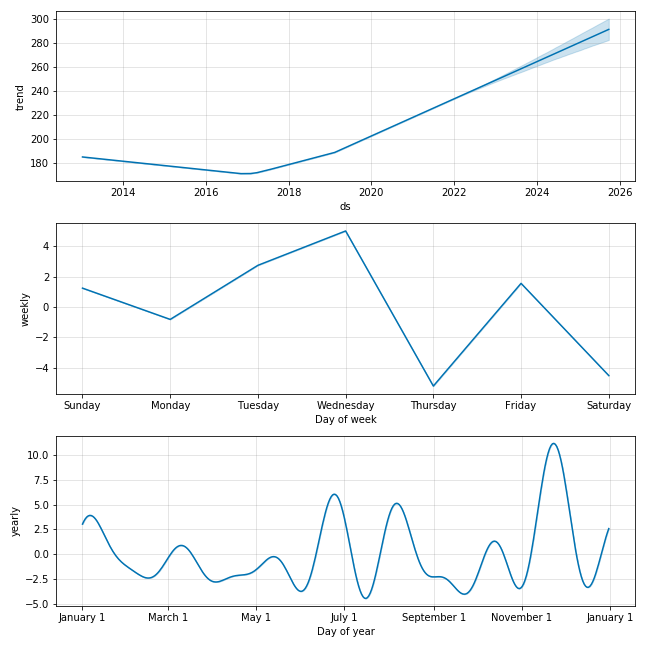 300
280
260
240
220
200
180
trend
2014 2016 2018 2020 2022 2024 2026
ds
4
2
0
−2
−4
weekly
Sunday Monday Tuesday Wednesday Thursday Friday Saturday
Day of week
10.0
7.5
5.0
2.5
0.0
−2.5
−5.0
yearly
January 1 March 1 May 1 July 1 September 1 November 1 January 1
Day of year